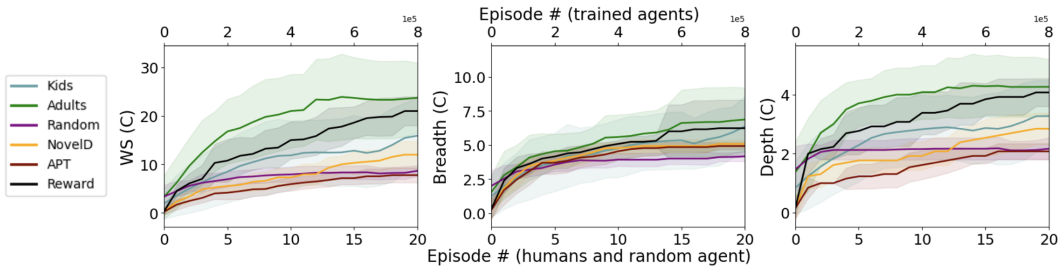 Episode # (trained agents)
0 2 4 6 8
1e5
0 2 4 6 8
1e5
0 2 4 6 8
1e5
Kids
Adults
Random
NovelD
APT
Reward
WS (C)
30
20
10
0
0 5 10 15 20
Breadth (C)
10.0
7.5
5.0
2.5
0.0
0 5 10 15 20
Depth (C)
4
2
0
0 5 10 15 20
Episode # (humans and random agent)